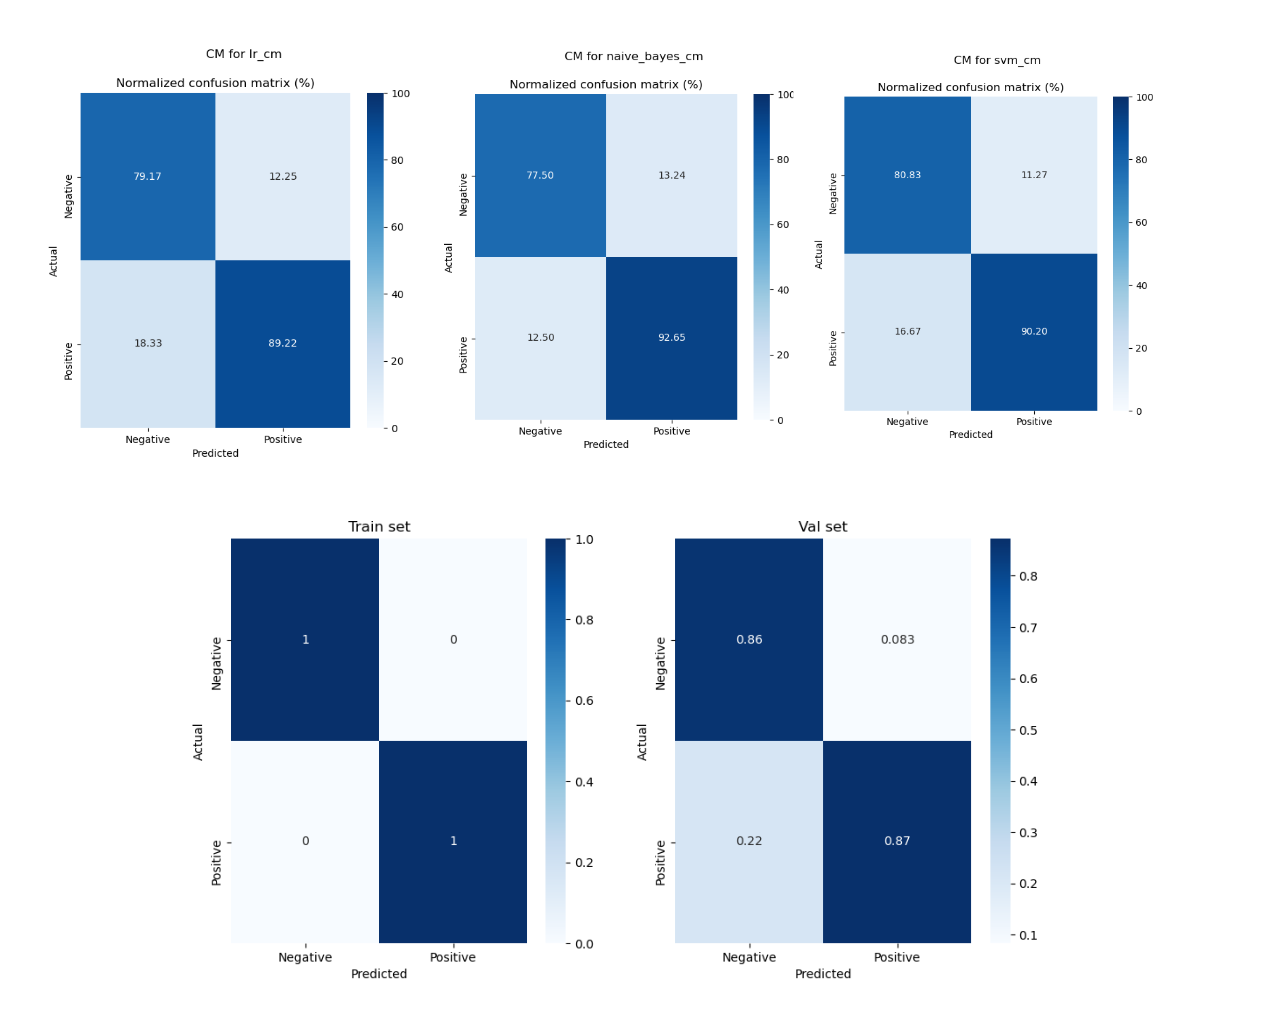 CM for lr_cm
Normalized confusion matrix (%)
79.17 12.25
18.33 89.22
Negative Positive
Predicted
Actual
Negative
Positive
100
80
60
40
20
0
CM for naive_bayes_cm
Normalized confusion matrix (%)
77.50 13.24
12.50 92.65
Negative Positive
Predicted
Actual
Negative
Positive
100
80
60
40
20
0
CM for svm_cm
Normalized confusion matrix (%)
80.83 11.27
16.67 90.20
Negative Positive
Predicted
Actual
Negative
Positive
100
80
60
40
20
0
Train set
1 0
0 1
Negative Positive
Predicted
Actual
Negative
Positive
1.0
0.8
0.6
0.4
0.2
0.0
Val set
0.86 0.083
0.22 0.87
Negative Positive
Predicted
Actual
Negative
Positive
0.8
0.7
0.6
0.5
0.4
0.3
0.2
0.1